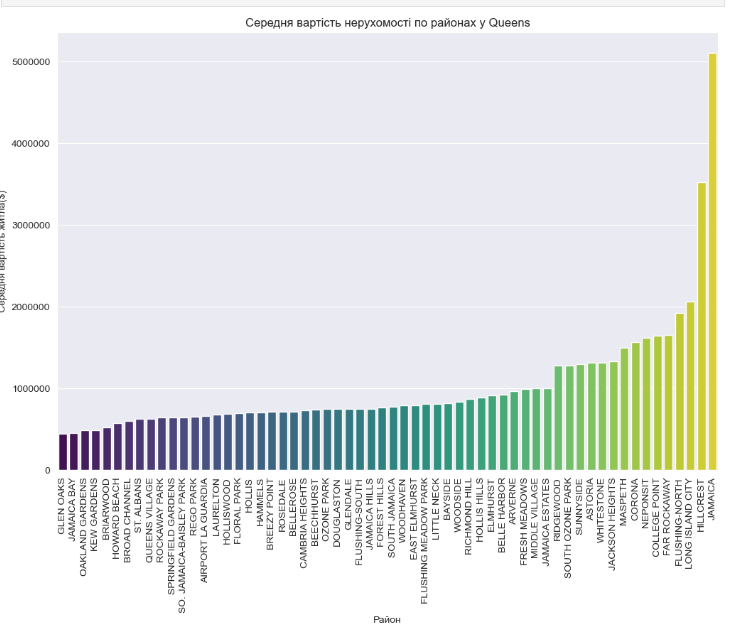 Середня вартість нерухомості по районах у Queens
Середня вартість житла($)
5000000
4000000
3000000
2000000
1000000
0
GLEN OAKS
JAMAICA BAY
OAKLAND GARDENS
KEW GARDENS
BRIARWOOD
HOWARD BEACH
BROAD CHANNEL
ST. ALBANS
QUEENS VILLAGE
ROCKAWAY PARK
SPRINGFIELD GARDENS
SO. JAMAICA-BAISLEY PARK
REGO PARK
AIRPORT LA GUARDIA
LAURELTON
HOLLISWOOD
FLORAL PARK
HOLLIS
HAMMELS
BREEZY POINT
ROSEDALE
BELLEROSE
CAMBRIA HEIGHTS
BEECHHURST
OZONE PARK
DOUGLASTON
GLENDALE
FLUSHING-SOUTH
JAMAICA HILLS
FOREST HILLS
SOUTH JAMAICA
WOODHAVEN
EAST ELMHURST
FLUSHING MEADOW PARK
LITTLE NECK
BAYSIDE
WOODSIDE
RICHMOND HILL
HOLLIS HILLS
ELMHURST
BELLE HARBOR
ARVERNE
FRESH MEADOWS
MIDDLE VILLAGE
JAMAICA ESTATES
RIDGEWOOD
SOUTH OZONE PARK
SUNNYSIDE
ASTORIA
WHITESTONE
JACKSON HEIGHTS
MASPETH
CORONA
NEPONSIT
COLLEGE POINT
FAR ROCKAWAY
FLUSHING-NORTH
LONG ISLAND CITY
HILLCREST
JAMAICA
Район